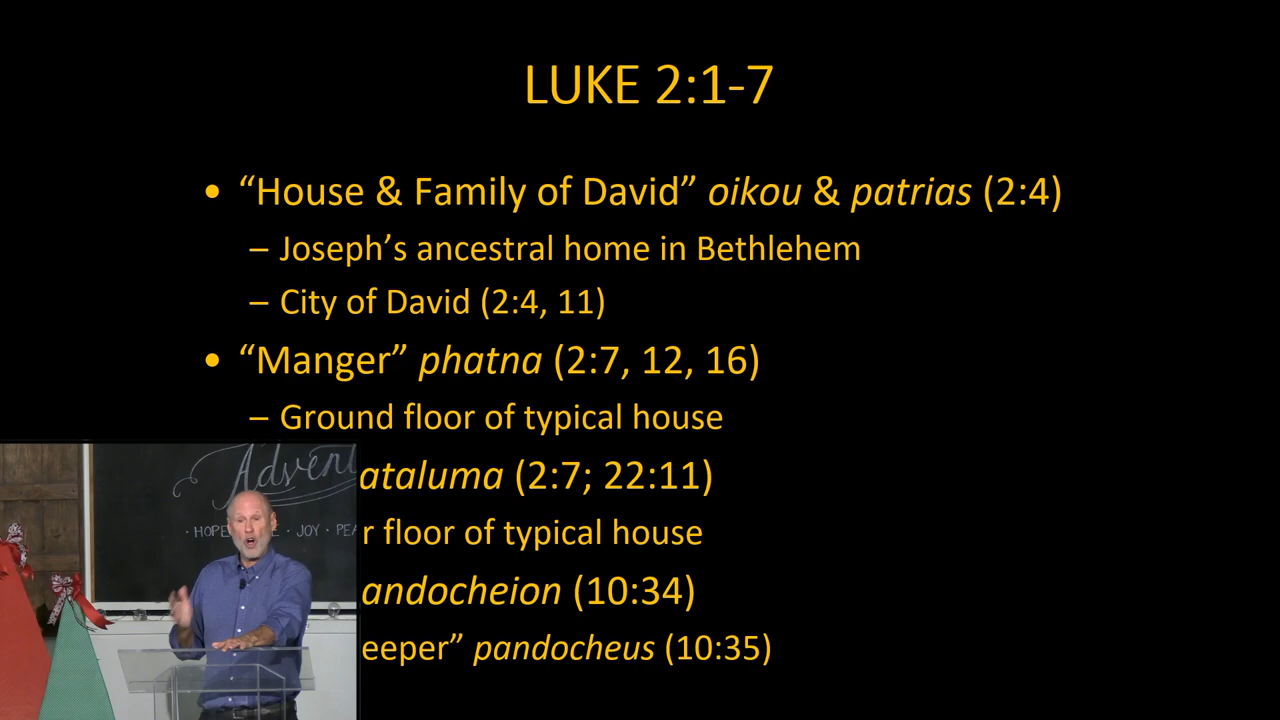 LUKE 2:1-7
• “House & Family of David” oikou & patrias (2:4)
– Joseph’s ancestral home in Bethlehem
– City of David (2:4, 11)
• “Manger” phatna (2:7, 12, 16)
– Ground floor of typical house
ataluma (2:7; 22:11)
r floor of typical house
andocheion (10:34)
eeper” pandocheus (10:35)
Advent
· HOPE · JOY · PEA